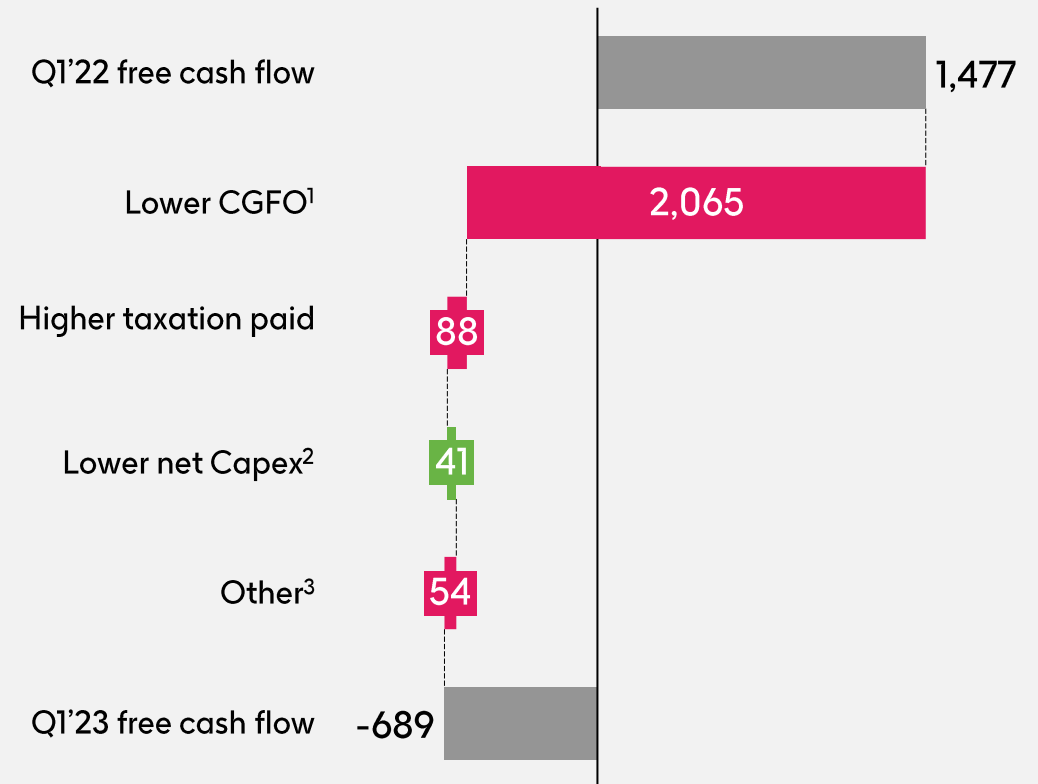 Q1’22 free cash flow 1,477
Lower CGFO¹ 2,065
Higher taxation paid 88
Lower net Capex² 41
Other³ 54
Q1’23 free cash flow -689